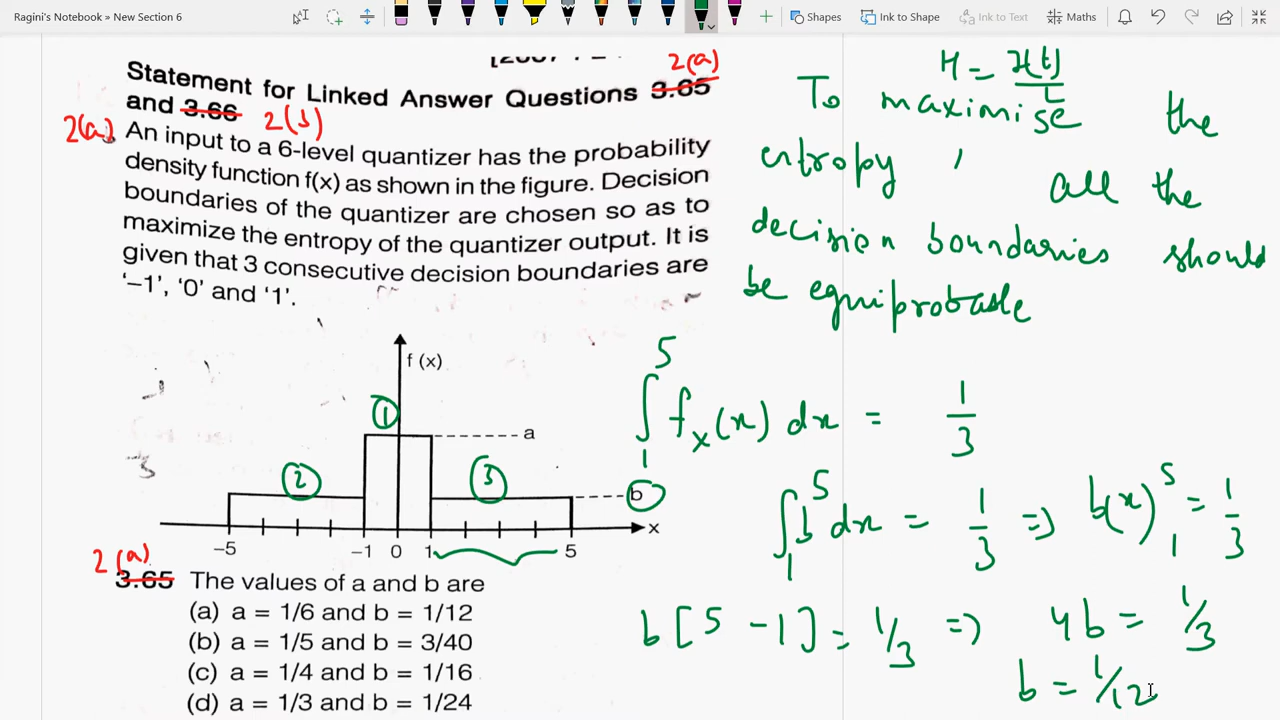 Ragini's Notebook » New Section 6
Shapes
Ink to Shape
Ink to Text
Maths
2(a)
Statement for Linked Answer Questions 3.65
and 3.66 2(b)
2(a)
An input to a 6-level quantizer has the probability
density function f(x) as shown in the figure. Decision
boundaries of the quantizer are chosen so as to
maximize the entropy of the quantizer output. It is
given that 3 consecutive decision boundaries are
'–1', '0' and '1'.
f (x)
①
a
②
③
b
x
–5 –1 0 1 5
2(a)
3.65 The values of a and b are
(a) a = 1/6 and b = 1/12
(b) a = 1/5 and b = 3/40
(c) a = 1/4 and b = 1/16
(d) a = 1/3 and b = 1/24
To maximise the
entropy , all the
decision boundaries should
be equiprobable
∫₁⁵ fₓ(x) dx = 1/3
∫₁⁵ b dx = 1/3 => b(x)₁⁵ = 1/3
b[5 -1] = 1/3 => 4b = 1/3
b = 1/12